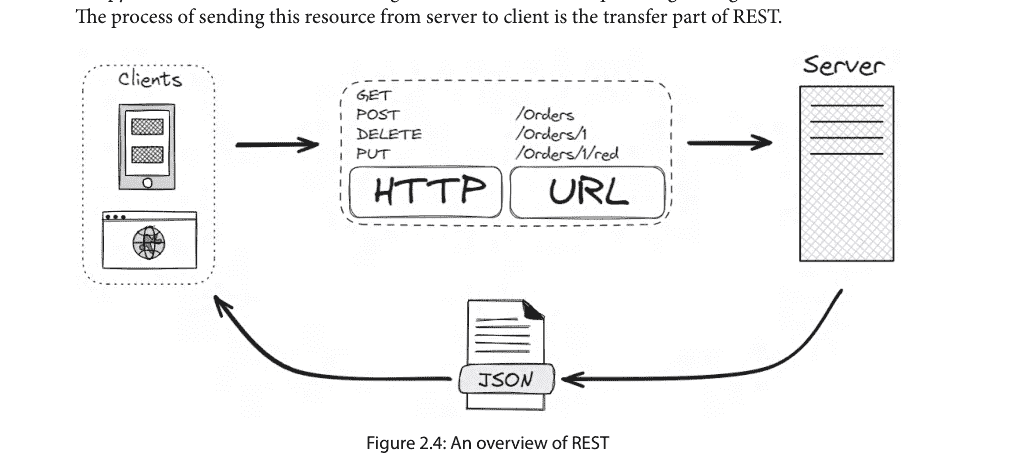 The process of sending this resource from server to client is the transfer part of REST.
Clients
GET
POST
DELETE
PUT
HTTP
/Orders
/Orders/1
/Orders/1/red
URL
Server
JSON
Figure 2.4: An overview of REST